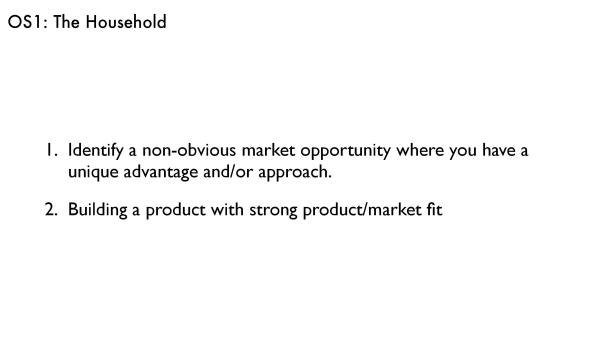 OS1: The Household
1. Identify a non-obvious market opportunity where you have a
unique advantage and/or approach.
2. Building a product with strong product/market fit